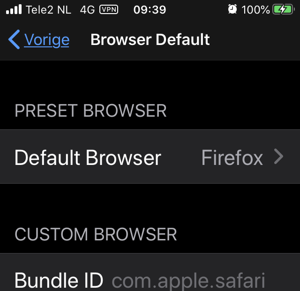 Tele2 NL 4G VPN 09:39 100%
Vorige Browser Default
PRESET BROWSER
Default Browser Firefox
CUSTOM BROWSER
Bundle ID com.apple.safari